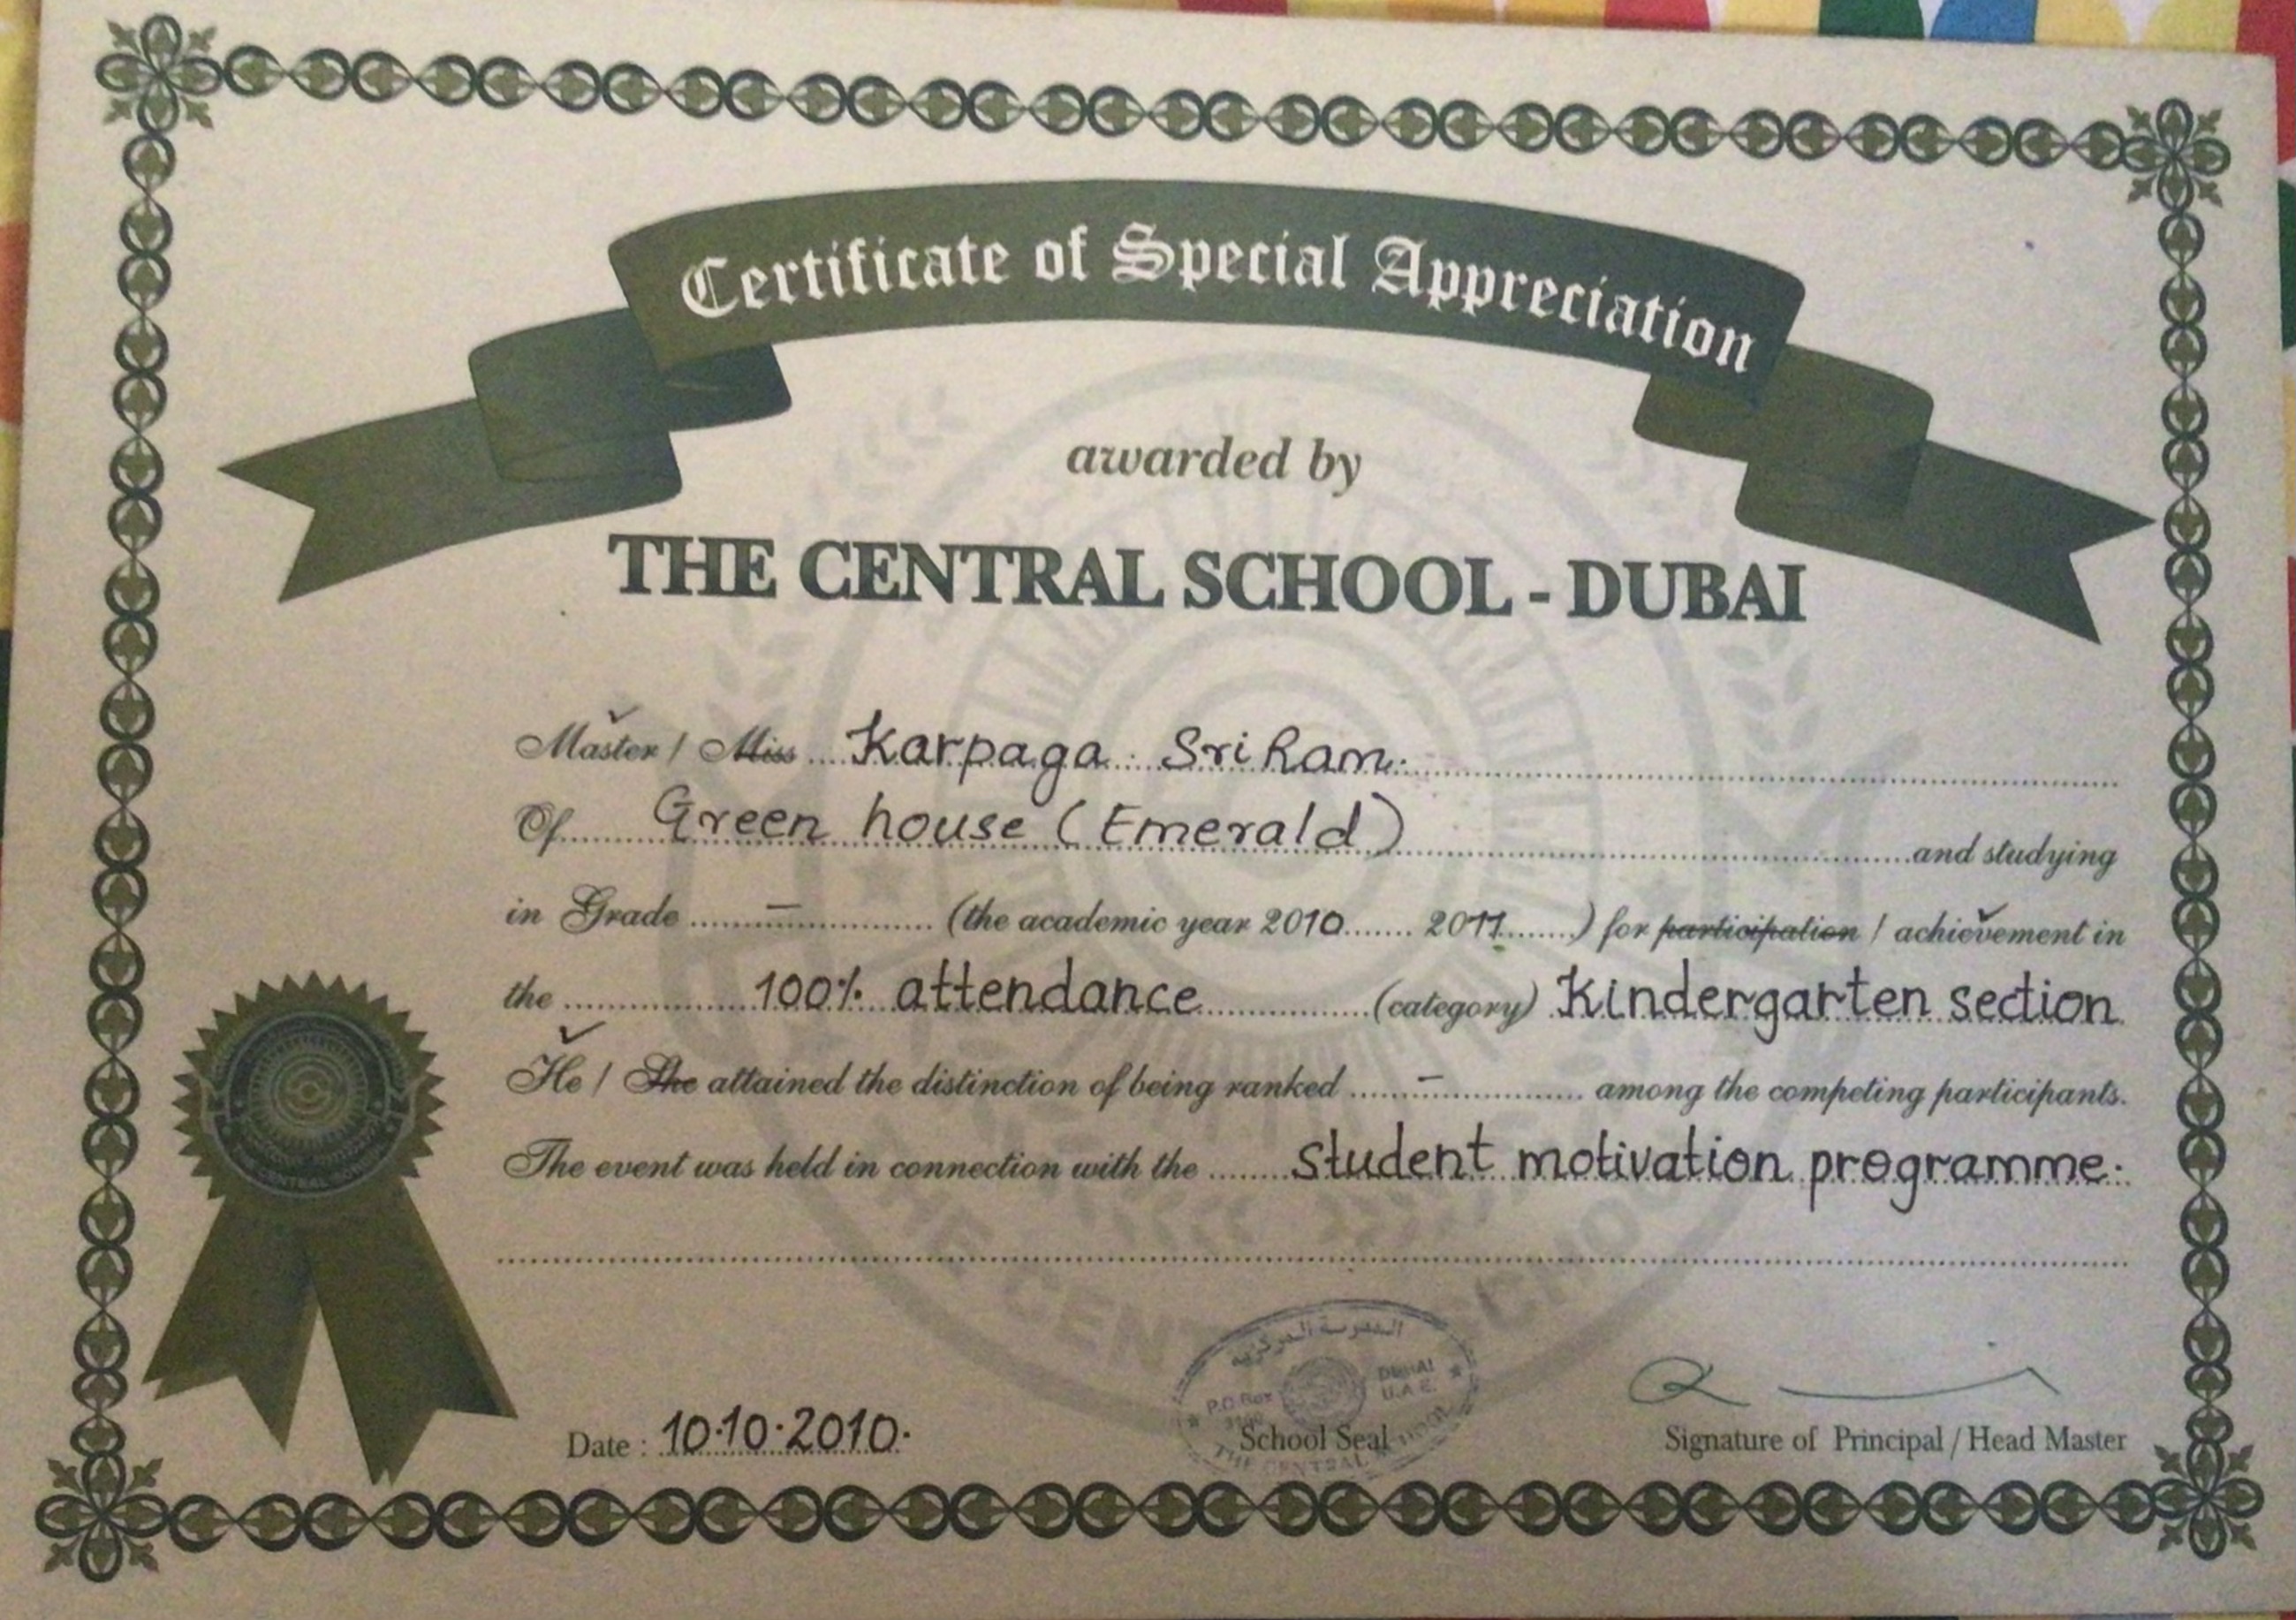 Certificate of Special Appreciation
awarded by
THE CENTRAL SCHOOL - DUBAI
Master / Miss Karpaga Sri Ram.
Of Green house (Emerald) and studying
in Grade – (the academic year 2010 2011 ) for participation / achievement in
the 100% attendance (category) Kindergarten section
He / She attained the distinction of being ranked – among the competing participants.
The event was held in connection with the student motivation programme.
المدرسة المركزية
P.O.Box DUBAI
U.A.E.
THE CENTRAL SCHOOL
Date : 10.10.2010.
School Seal
Signature of Principal / Head Master